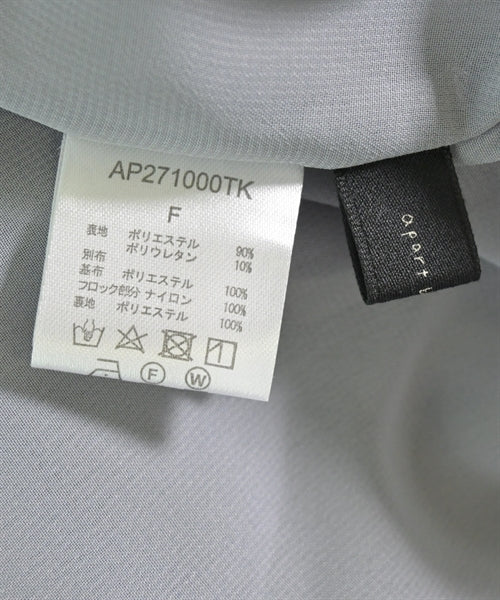 AP271000TK
F
表地 ポリエステル 90%
ポリウレタン 10%
別布
基布 ポリエステル 100%
フロック部分 ナイロン 100%
裏地 ポリエステル 100%
F
W
apart